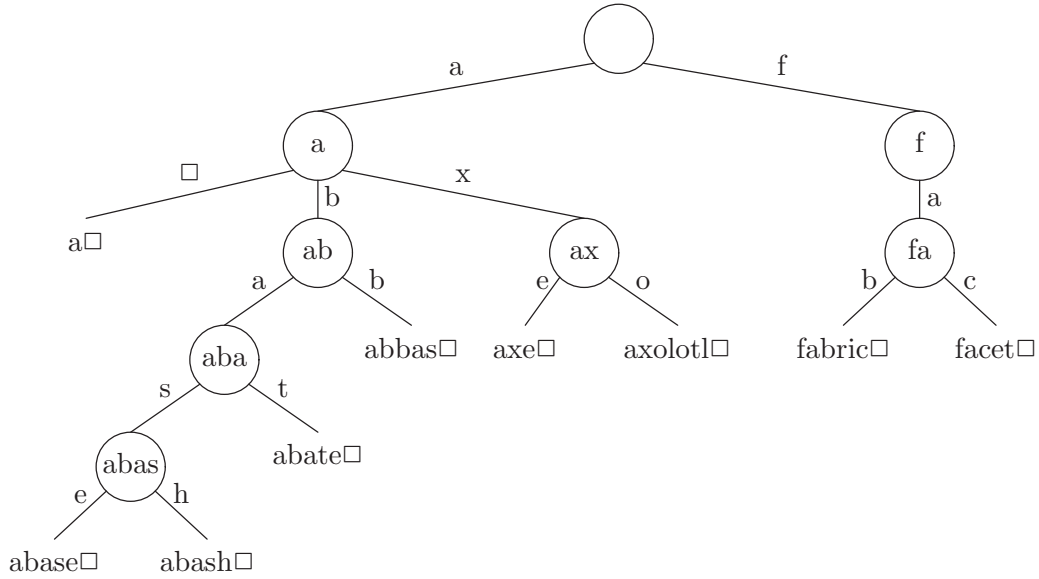 a f
a f
□ x
b a
a□ ab ax fa
a b e o b c
aba abbas□ axe□ axolotl□ fabric□ facet□
s t
abas abate□
e h
abase□ abash□